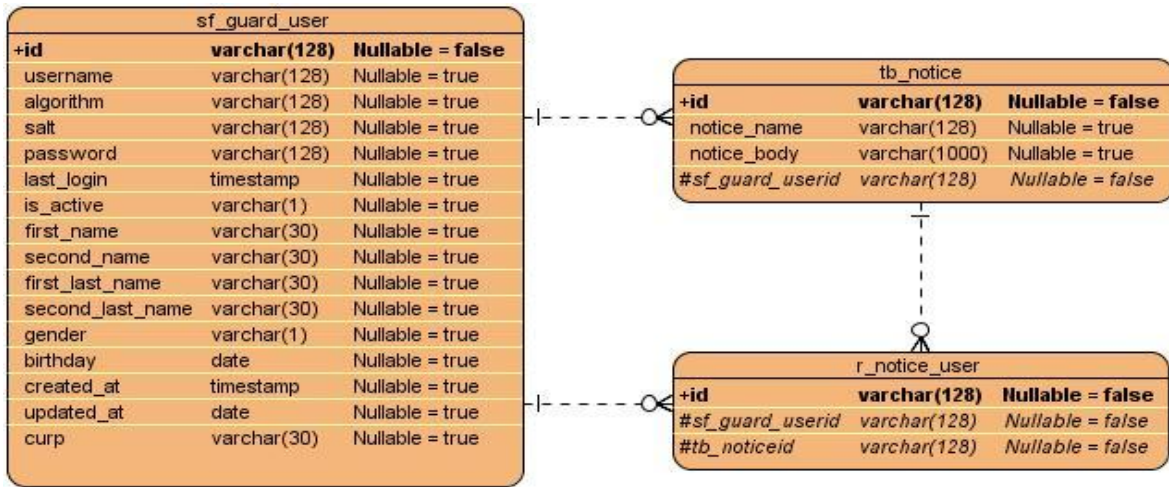 sf_guard_user
+id varchar(128) Nullable = false
username varchar(128) Nullable = true
algorithm varchar(128) Nullable = true
salt varchar(128) Nullable = true
password varchar(128) Nullable = true
last_login timestamp Nullable = true
is_active varchar(1) Nullable = true
first_name varchar(30) Nullable = true
second_name varchar(30) Nullable = true
first_last_name varchar(30) Nullable = true
second_last_name varchar(30) Nullable = true
gender varchar(1) Nullable = true
birthday date Nullable = true
created_at timestamp Nullable = true
updated_at date Nullable = true
curp varchar(30) Nullable = true
tb_notice
+id varchar(128) Nullable = false
notice_name varchar(128) Nullable = true
notice_body varchar(1000) Nullable = true
#sf_guard_userid varchar(128) Nullable = false
r_notice_user
+id varchar(128) Nullable = false
#sf_guard_userid varchar(128) Nullable = false
#tb_noticeid varchar(128) Nullable = false